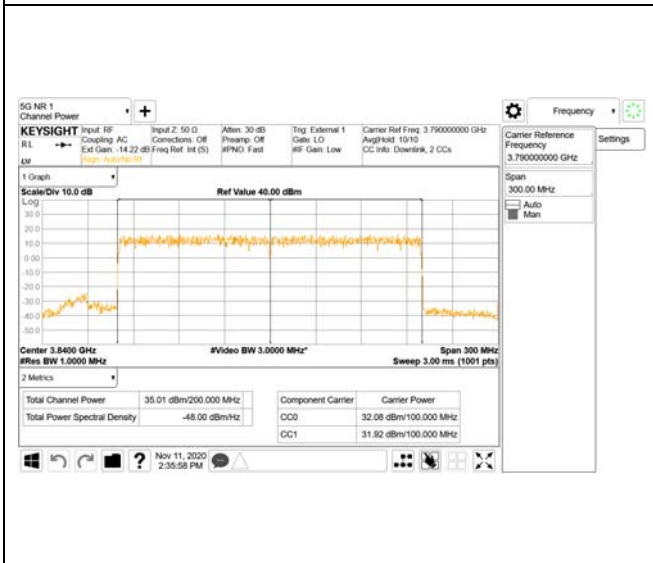 5G NR 1
Channel Power
Frequency
KEYSIGHT
RL
Input: RF
Coupling: AC
Ext Gain: -14.22 dB
Align: Auto/No RF
Input Z: 50 Ω
Corrections: Off
Freq Ref: Int (S)
Atten: 30 dB
Preamp: Off
#PNO: Fast
Trig: External 1
Gate: LO
#IF Gain: Low
Carrier Ref Freq: 3.790000000 GHz
Avg|Hold: 10/10
CC Info: Downlink, 2 CCs
Carrier Reference
Frequency
3.790000000 GHz
Settings
Span
300.00 MHz
Auto
Man
1 Graph
Scale/Div 10.0 dB
Ref Value 40.00 dBm
Log
30.0
20.0
10.0
0.00
-10.0
-20.0
-30.0
-40.0
-50.0
Center 3.8400 GHz
#Video BW 3.0000 MHz*
Span 300 MHz
#Res BW 1.0000 MHz
Sweep 3.00 ms (1001 pts)
2 Metrics
Total Channel Power 35.01 dBm/200.000 MHz
Total Power Spectral Density -48.00 dBm/Hz
Component Carrier Carrier Power
CC0 32.08 dBm/100.000 MHz
CC1 31.92 dBm/100.000 MHz
Nov 11, 2020
2:35:58 PM